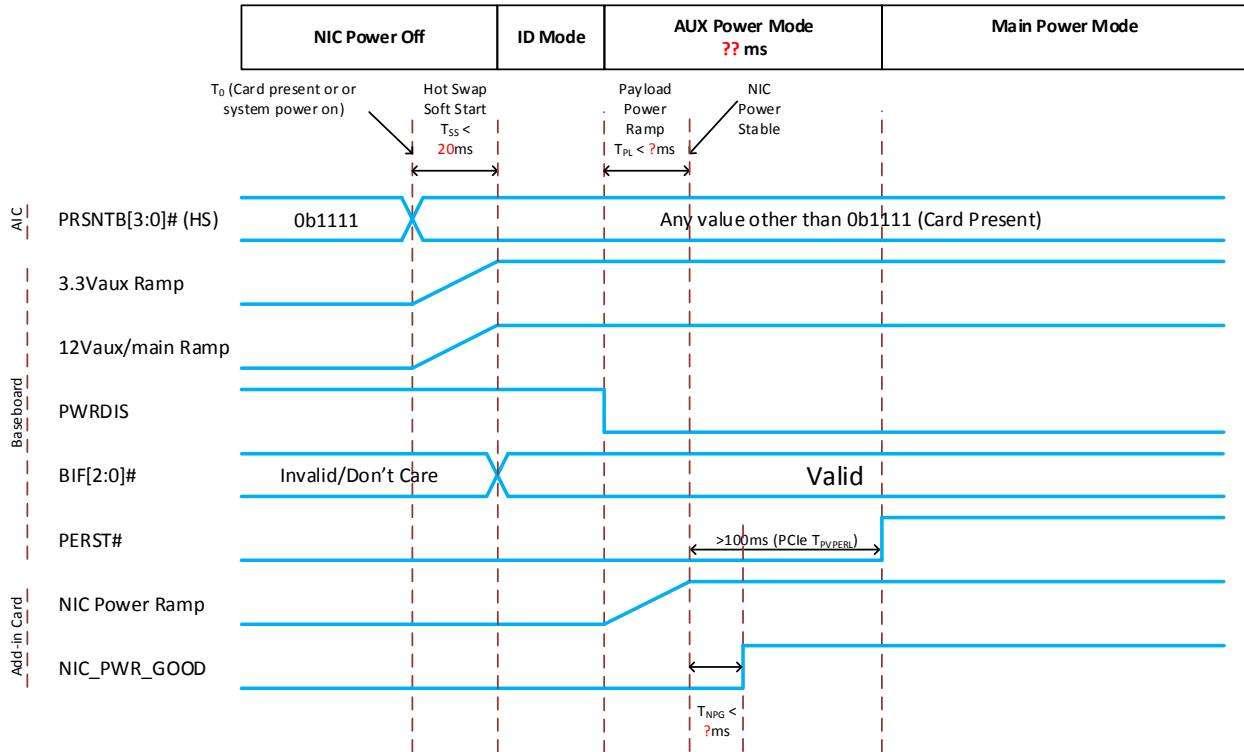 NIC Power Off
ID Mode
AUX Power Mode
?? ms
Main Power Mode
T0 (Card present or or
system power on)
Hot Swap
Soft Start
TSS <
20ms
Payload
Power
Ramp
TPL < ?ms
NIC
Power
Stable
AIC
PRSNTB[3:0]# (HS)
0b1111
Any value other than 0b1111 (Card Present)
Baseboard
3.3Vaux Ramp
12Vaux/main Ramp
PWRDIS
BIF[2:0]#
Invalid/Don’t Care
Valid
PERST#
>100ms (PCIe TPVPERL)
Add-in Card
NIC Power Ramp
NIC_PWR_GOOD
TNPG <
?ms